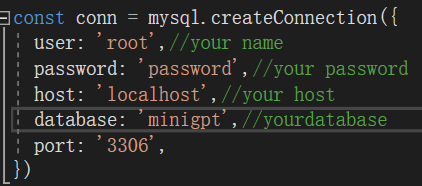 const conn = mysql.createConnection({
user: 'root',//your name
password: 'password',//your password
host: 'localhost',//your host
database: 'minigpt',//yourdatabase
port: '3306',
})